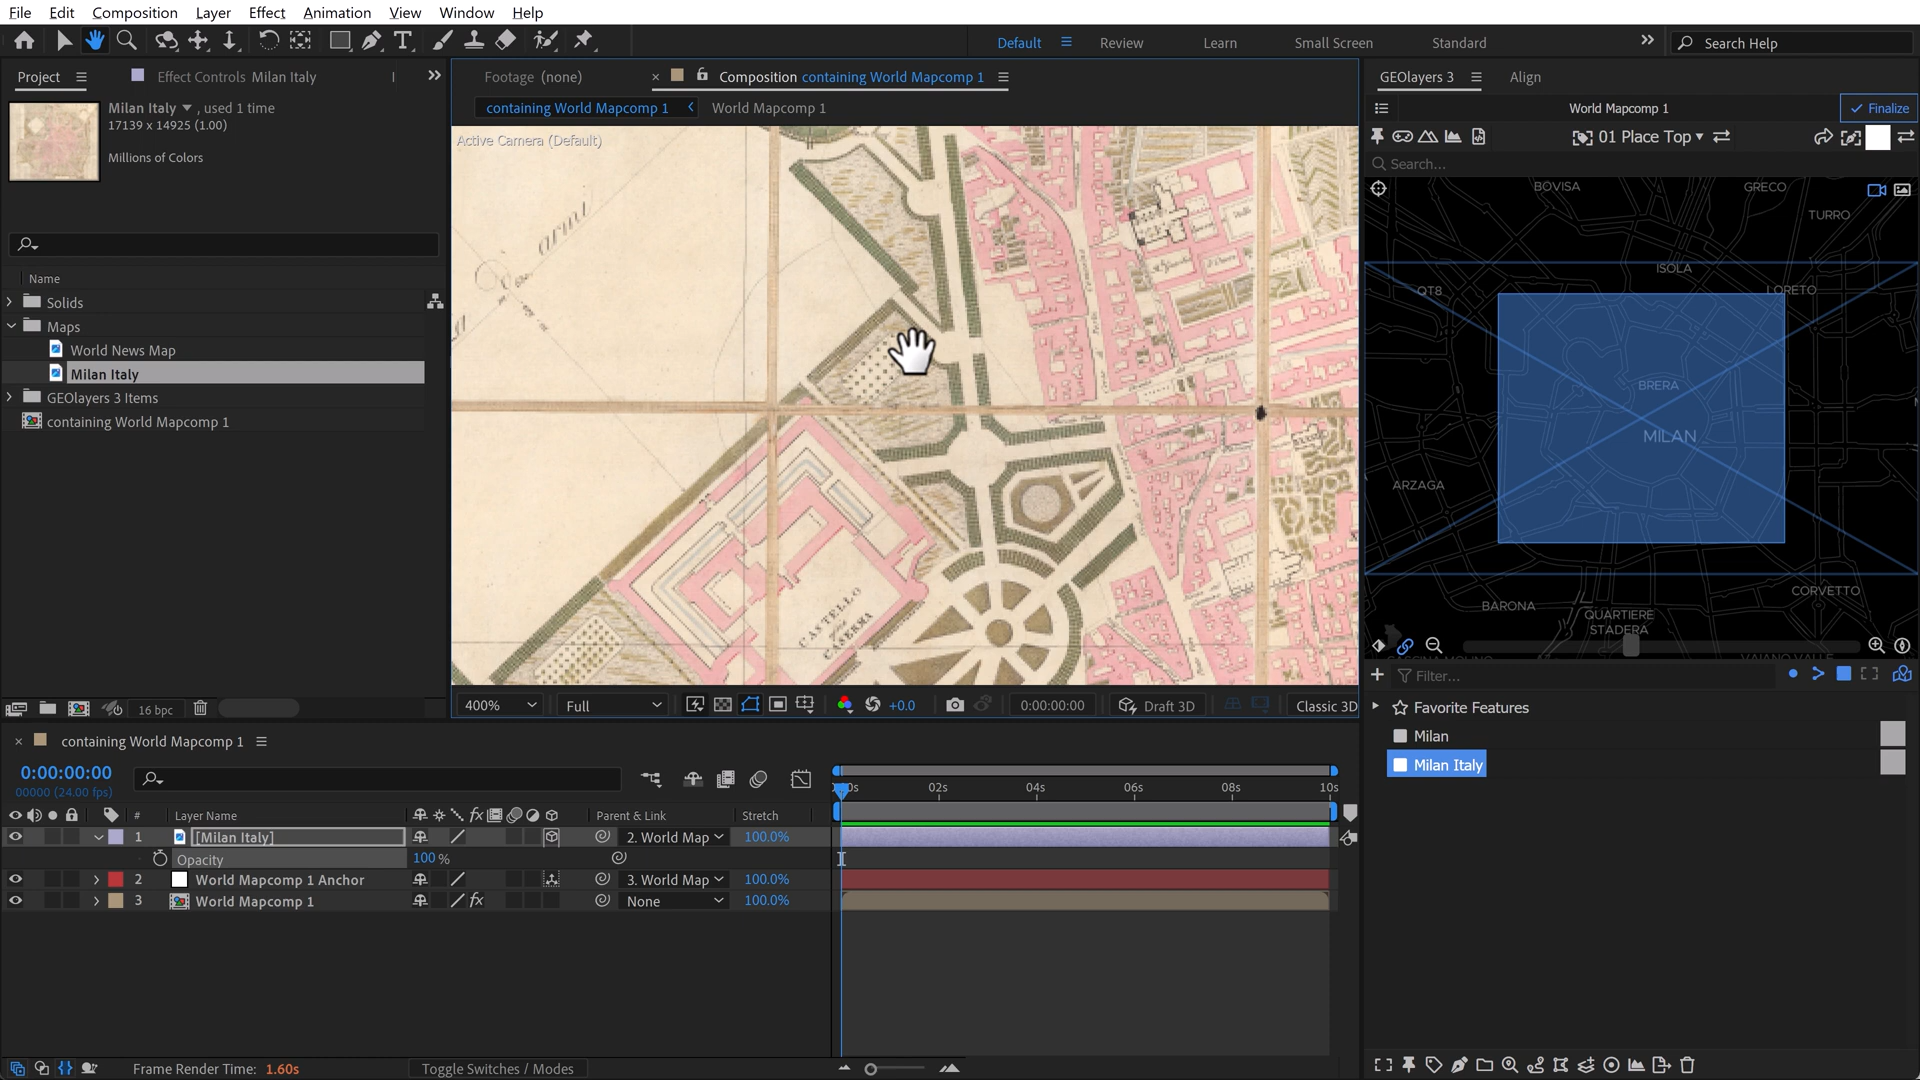 File Edit Composition Layer Effect Animation View Window Help
Default Review Learn Small Screen Standard Search Help
Project Effect Controls Milan Italy
Milan Italy , used 1 time
17139 x 14925 (1.00)
Millions of Colors
Name
Solids
Maps
World News Map
Milan Italy
GEOlayers 3 Items
containing World Mapcomp 1
16 bpc
Footage (none) Composition containing World Mapcomp 1
containing World Mapcomp 1 World Mapcomp 1
Active Camera (Default)
armi
CASTELLO
CASERMA
400% Full +0.0 0:00:00:00 Draft 3D Classic 3D
GEOlayers 3 Align
World Mapcomp 1 Finalize
01 Place Top
Search...
BOVISA GRECO
TURRO
ISOLA
QT8 LORETO
BRERA
MILAN
ARZAGA
CORVETTO
BARONA QUARTIERE
STADERA
Filter...
Favorite Features
Milan
Milan Italy
containing World Mapcomp 1
0:00:00:00
00000 (24.00 fps)
02s 04s 06s 08s 10s
# Layer Name Parent & Link Stretch
1 [Milan Italy] 2. World Map 100.0%
Opacity 100 %
2 World Mapcomp 1 Anchor 3. World Map 100.0%
3 World Mapcomp 1 None 100.0%
Frame Render Time: 1.60s Toggle Switches / Modes